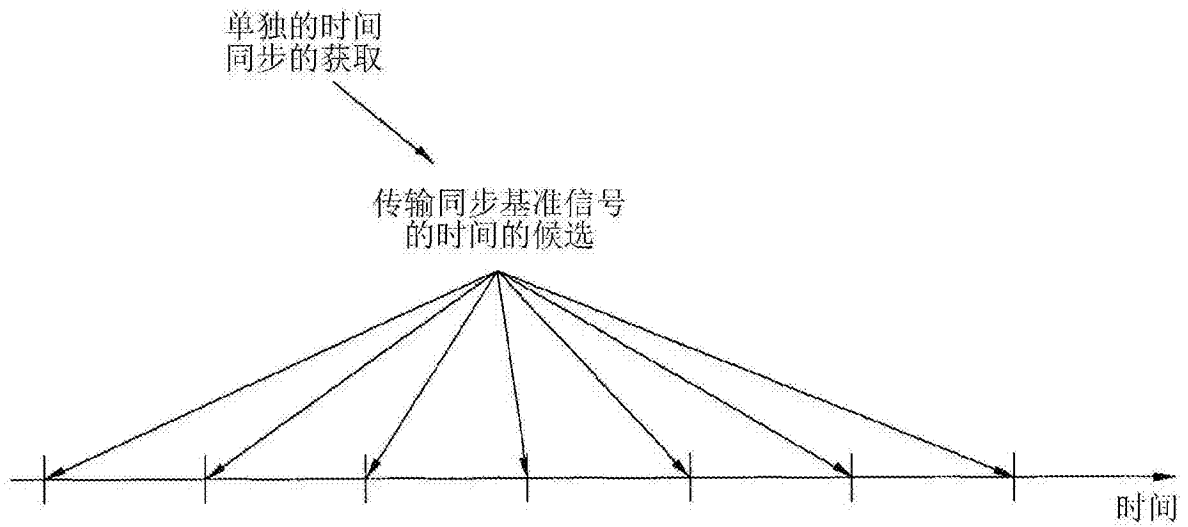 单独的时间
同步的获取
传输同步基准信号
的时间的候选
时间